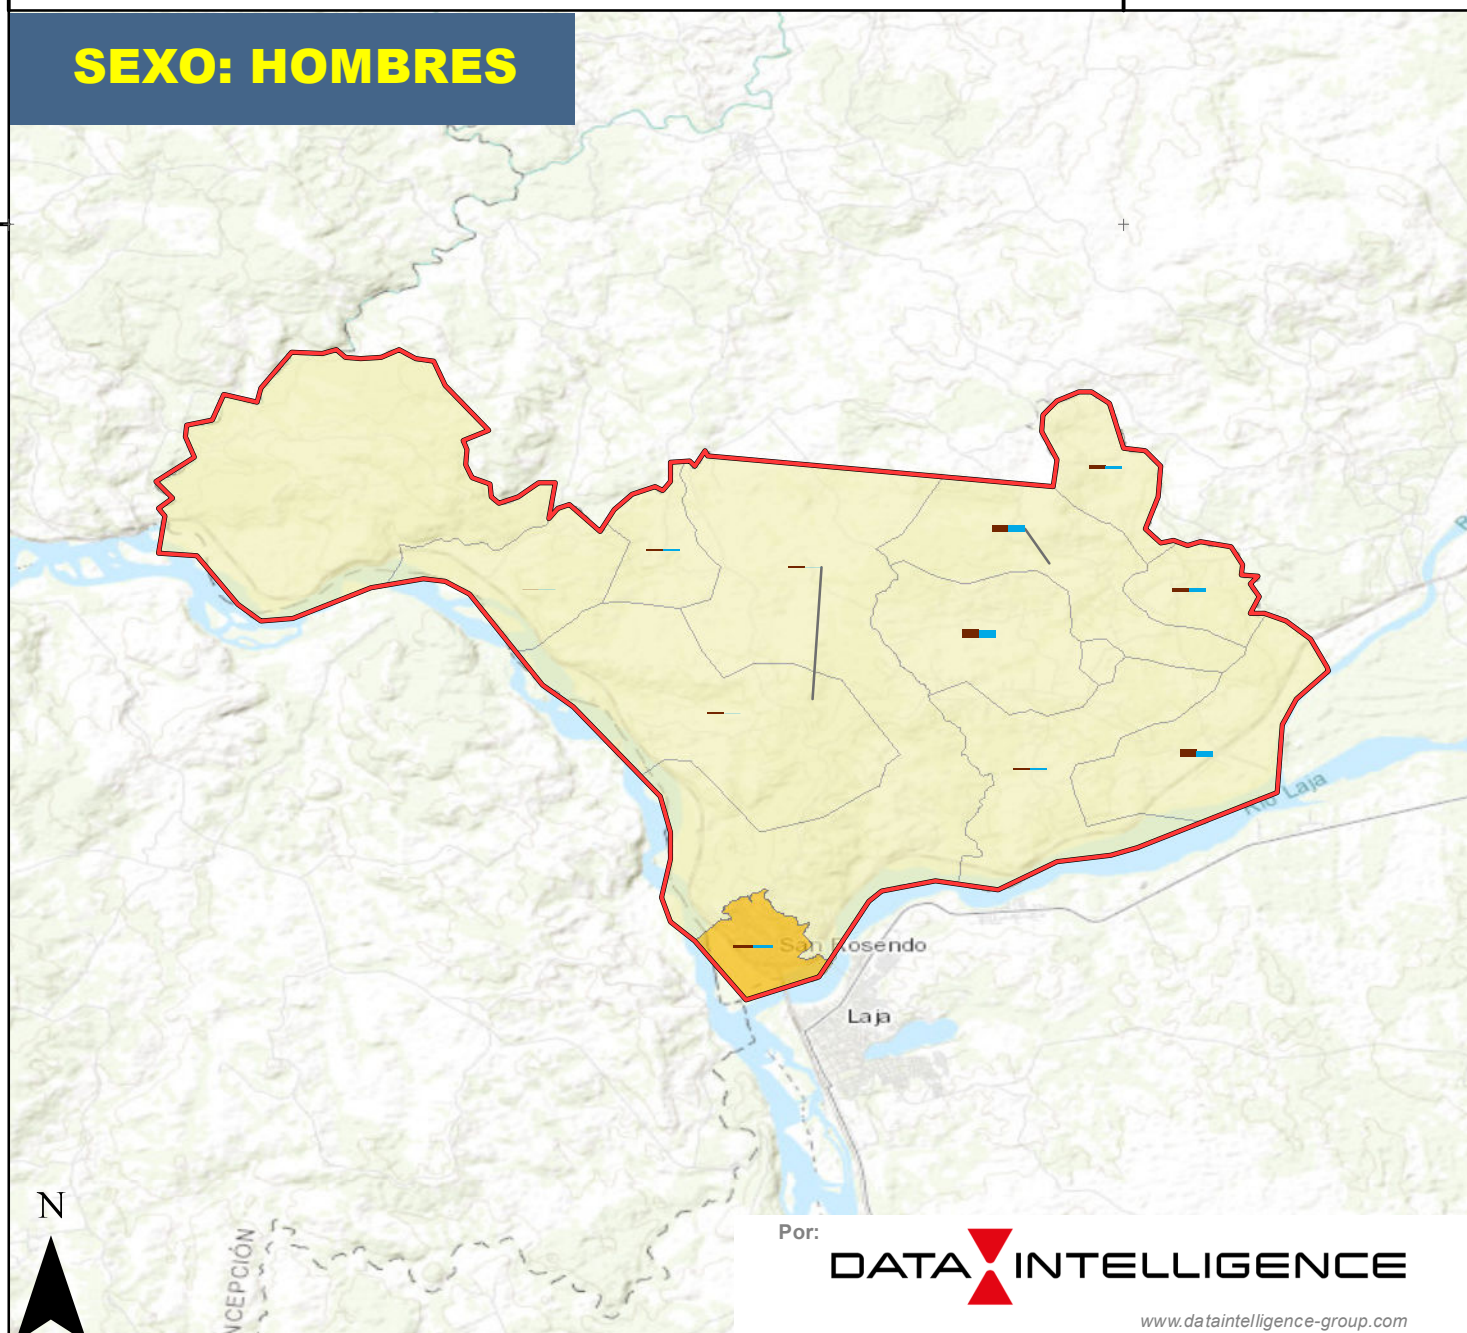 SEXO: HOMBRES
Río Laja
San Rosendo
Laja
N
NCEPCIÓN
Por:
DATA INTELLIGENCE
www.dataintelligence-group.com